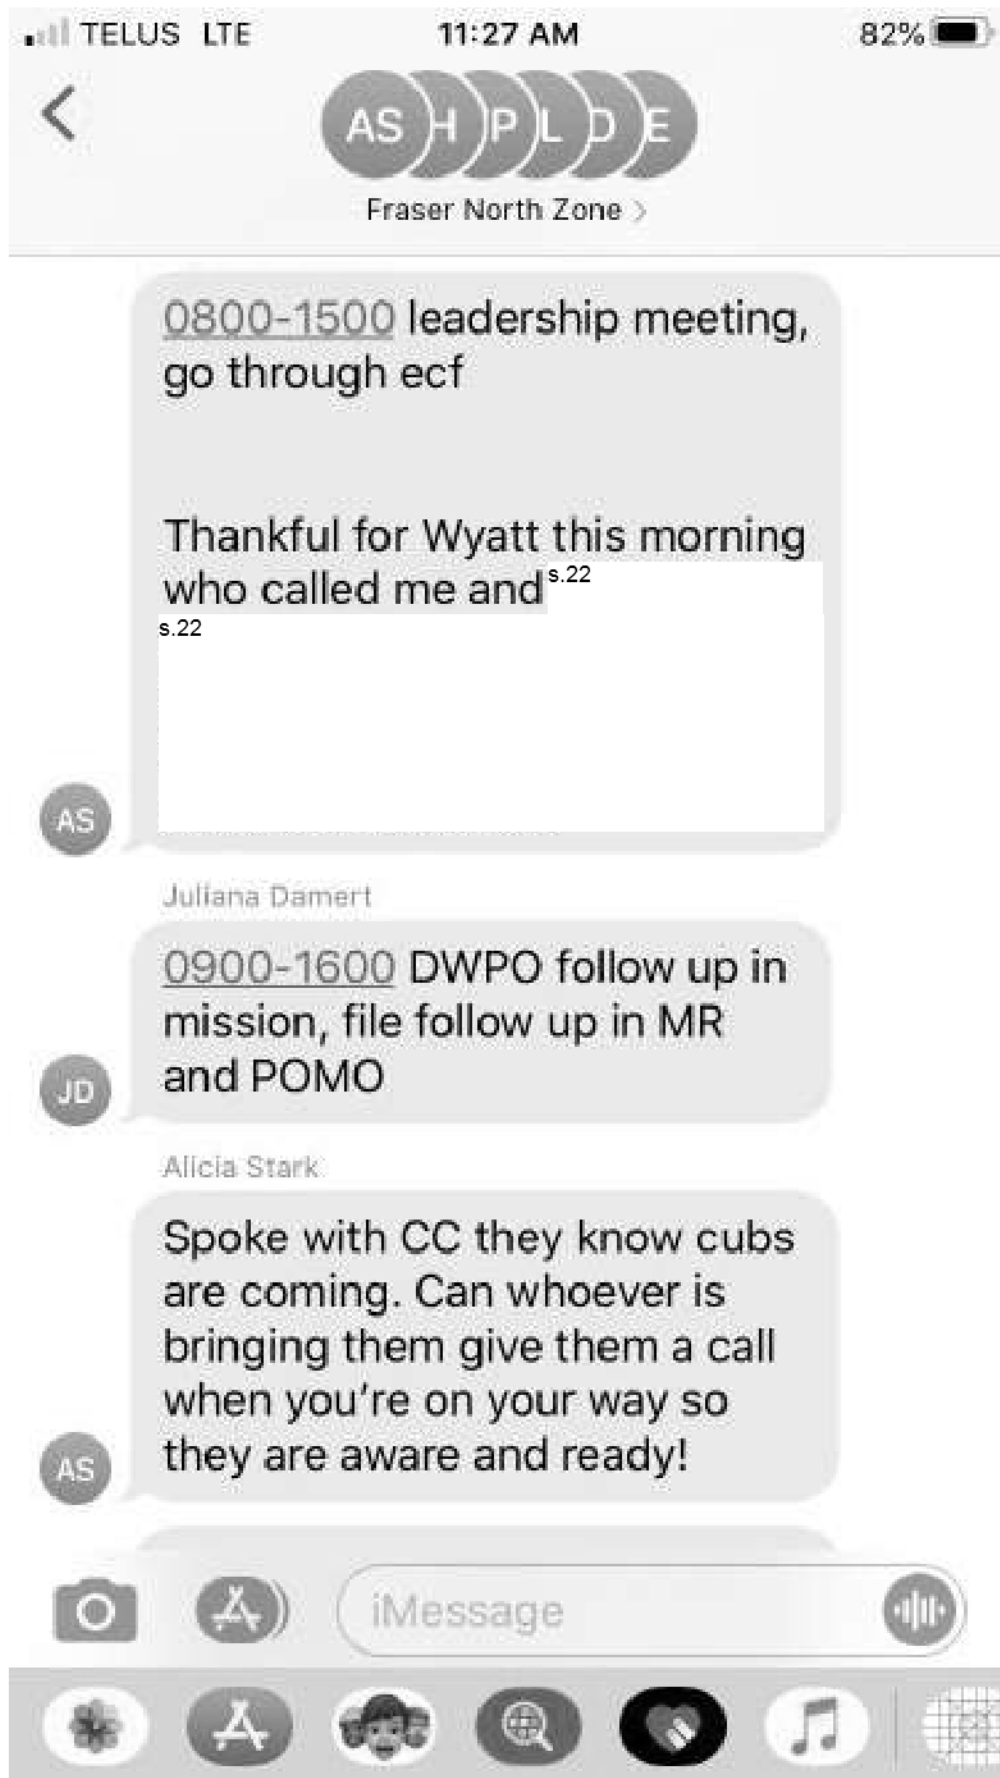 TELUS LTE 11:27 AM 82%
AS H P L D E
Fraser North Zone
0800-1500 leadership meeting,
go through ecf
Thankful for Wyatt this morning
who called me and s.22
s.22
AS
Juliana Damert
0900-1600 DWPO follow up in
mission, file follow up in MR
and POMO
JD
Alicia Stark
Spoke with CC they know cubs
are coming. Can whoever is
bringing them give them a call
when you're on your way so
they are aware and ready!
AS
iMessage